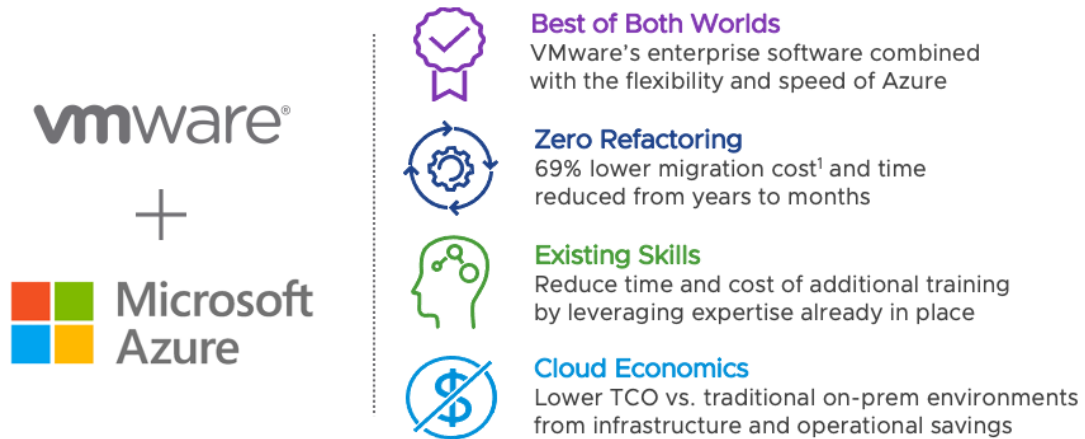 vmware®
+
Microsoft
Azure
Best of Both Worlds
VMware's enterprise software combined
with the flexibility and speed of Azure
Zero Refactoring
69% lower migration cost¹ and time
reduced from years to months
Existing Skills
Reduce time and cost of additional training
by leveraging expertise already in place
$
Cloud Economics
Lower TCO vs. traditional on-prem environments
from infrastructure and operational savings